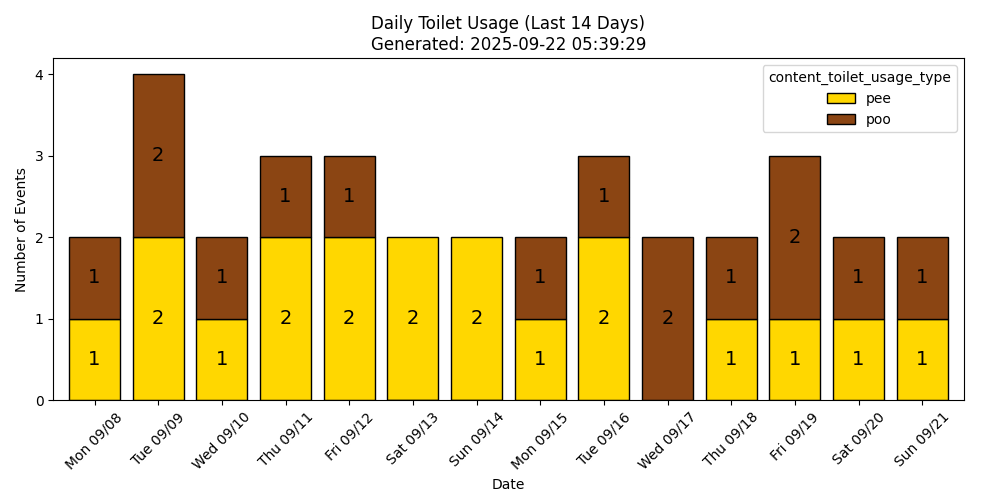 Daily Toilet Usage (Last 14 Days)
Generated: 2025-09-22 05:39:29
content_toilet_usage_type
pee
poo
Number of Events
4
3
2
1
0
1 2 1 1 1 1 1 2 1 2 1 1
1 2 1 2 2 2 2 1 2 1 1 1 1
Mon 09/08
Tue 09/09
Wed 09/10
Thu 09/11
Fri 09/12
Sat 09/13
Sun 09/14
Mon 09/15
Tue 09/16
Wed 09/17
Thu 09/18
Fri 09/19
Sat 09/20
Sun 09/21
Date